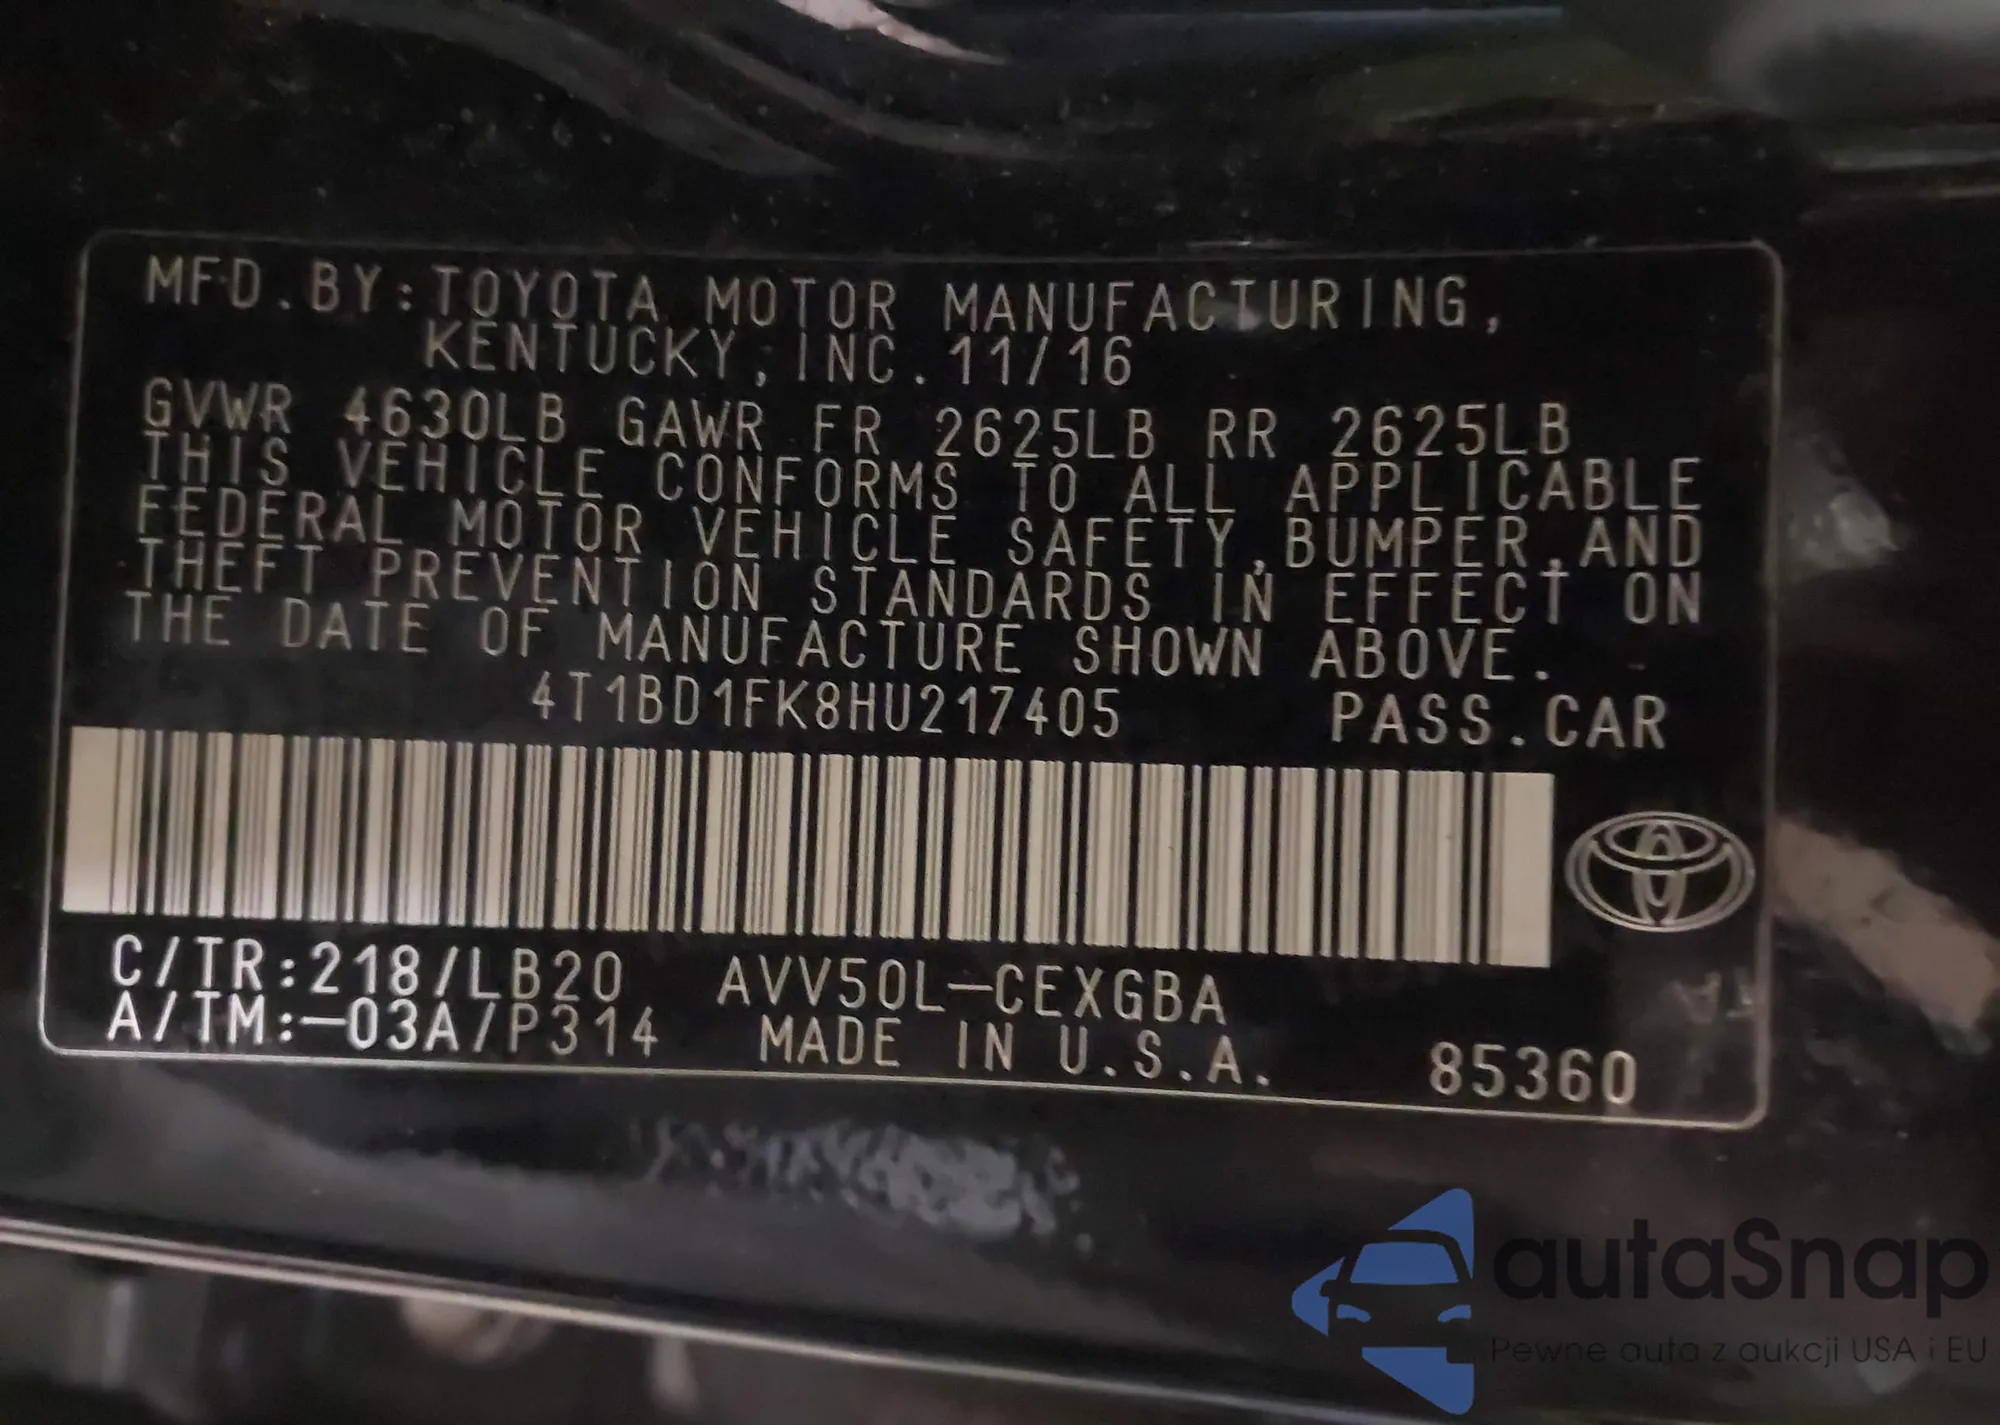 MFD.BY:TOYOTA MOTOR MANUFACTURING,
KENTUCKY,INC.11/16
GVWR 4630LB GAWR FR 2625LB RR 2625LB
THIS VEHICLE CONFORMS TO ALL APPLICABLE
FEDERAL MOTOR VEHICLE SAFETY,BUMPER,AND
THEFT PREVENTION STANDARDS IN EFFECT ON
THE DATE OF MANUFACTURE SHOWN ABOVE.
4T1BD1FK8HU217405 PASS.CAR
C/TR:218/LB20 AVV50L-CEXGBA
A/TM:-03A/P314 MADE IN U.S.A. 85360
autaSnap
Pewne auta z aukcji USA i EU